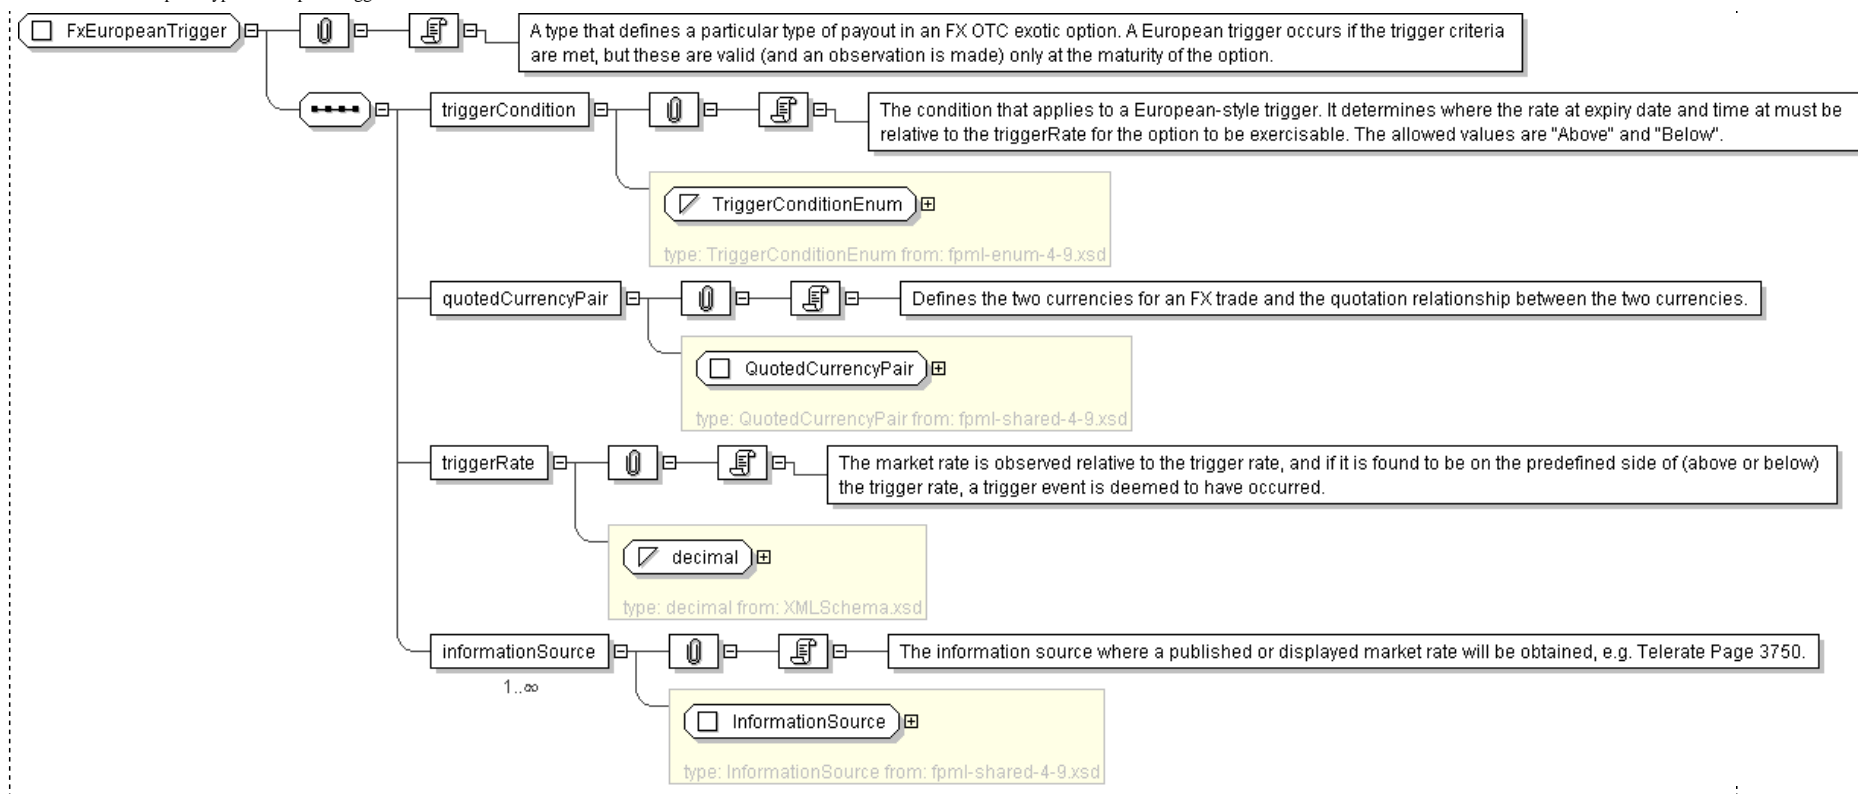 FxEuropeanTrigger
A type that defines a particular type of payout in an FX OTC exotic option. A European trigger occurs if the trigger criteria
are met, but these are valid (and an observation is made) only at the maturity of the option.
triggerCondition
The condition that applies to a European-style trigger. It determines where the rate at expiry date and time at must be
relative to the triggerRate for the option to be exercisable. The allowed values are "Above" and "Below".
TriggerConditionEnum
type: TriggerConditionEnum from: fpml-enum-4-9.xsd
quotedCurrencyPair
Defines the two currencies for an FX trade and the quotation relationship between the two currencies.
QuotedCurrencyPair
type: QuotedCurrencyPair from: fpml-shared-4-9.xsd
triggerRate
The market rate is observed relative to the trigger rate, and if it is found to be on the predefined side of (above or below)
the trigger rate, a trigger event is deemed to have occurred.
decimal
type: decimal from: XMLSchema.xsd
informationSource
The information source where a published or displayed market rate will be obtained, e.g. Telerate Page 3750.
1..∞
InformationSource
type: InformationSource from: fpml-shared-4-9.xsd